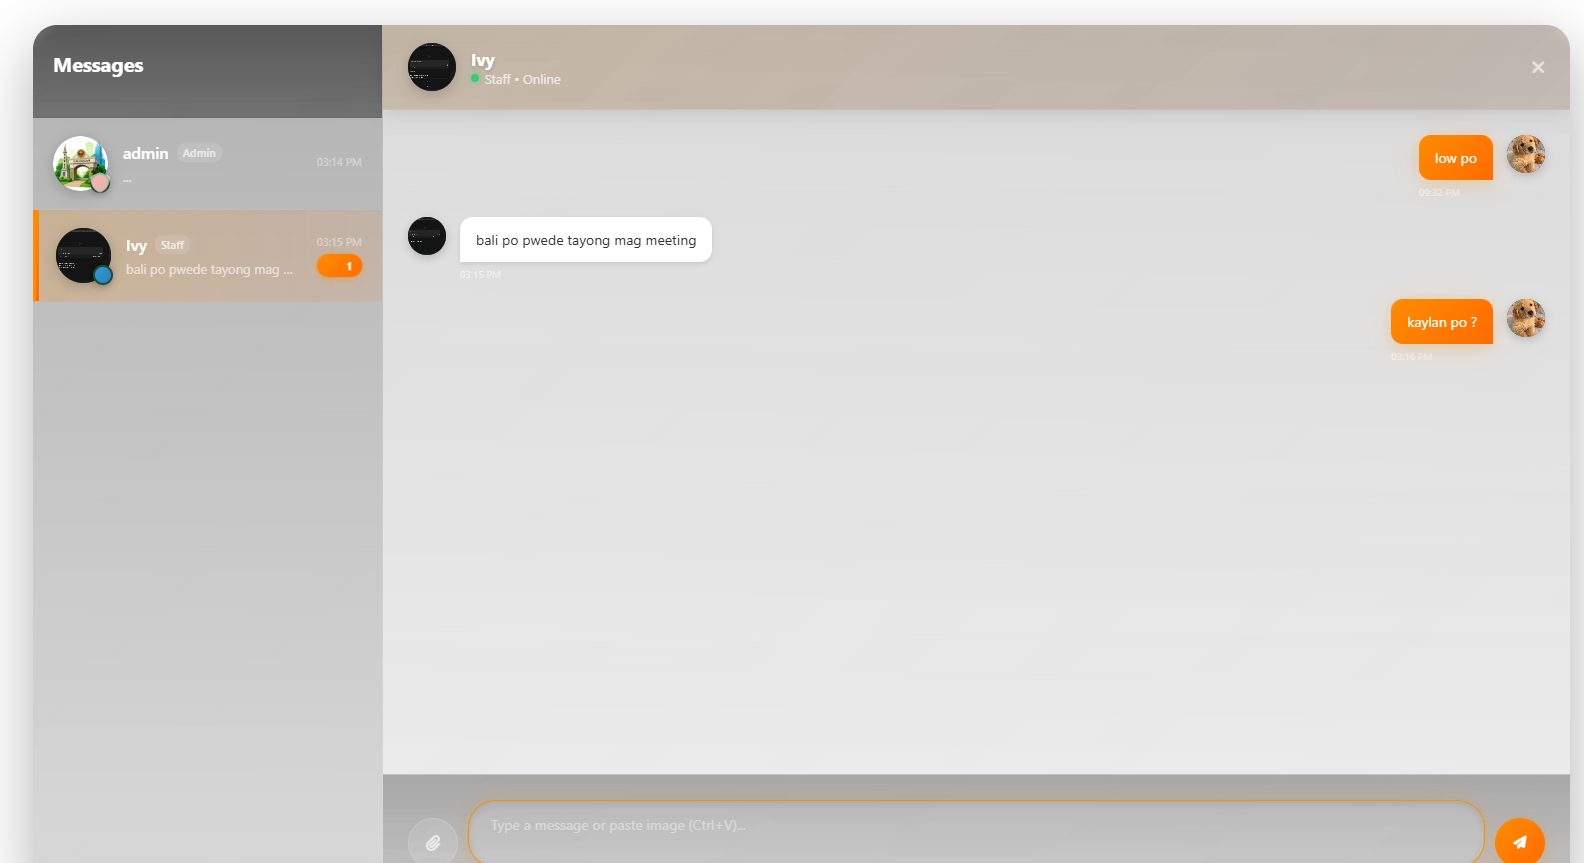 Messages
admin Admin
03:14 PM
...
Ivy Staff
03:15 PM
bali po pwede tayong mag ...
1
Ivy
Staff • Online
low po
09:32 PM
bali po pwede tayong mag meeting
03:15 PM
kaylan po ?
03:16 PM
Type a message or paste image (Ctrl+V)...